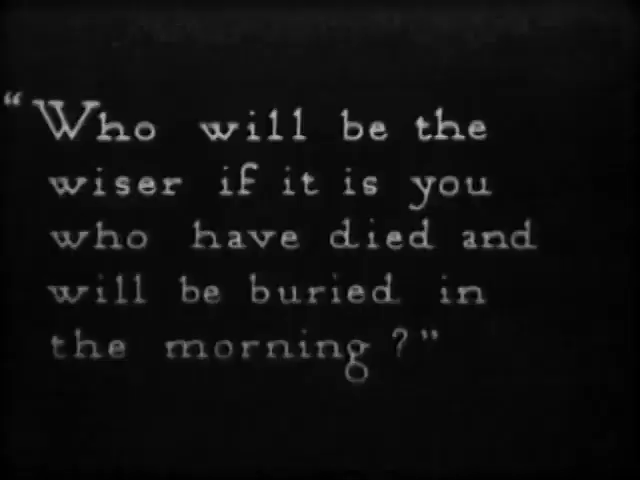 “Who will be the
wiser if it is you
who have died and
will be buried in
the morning?”